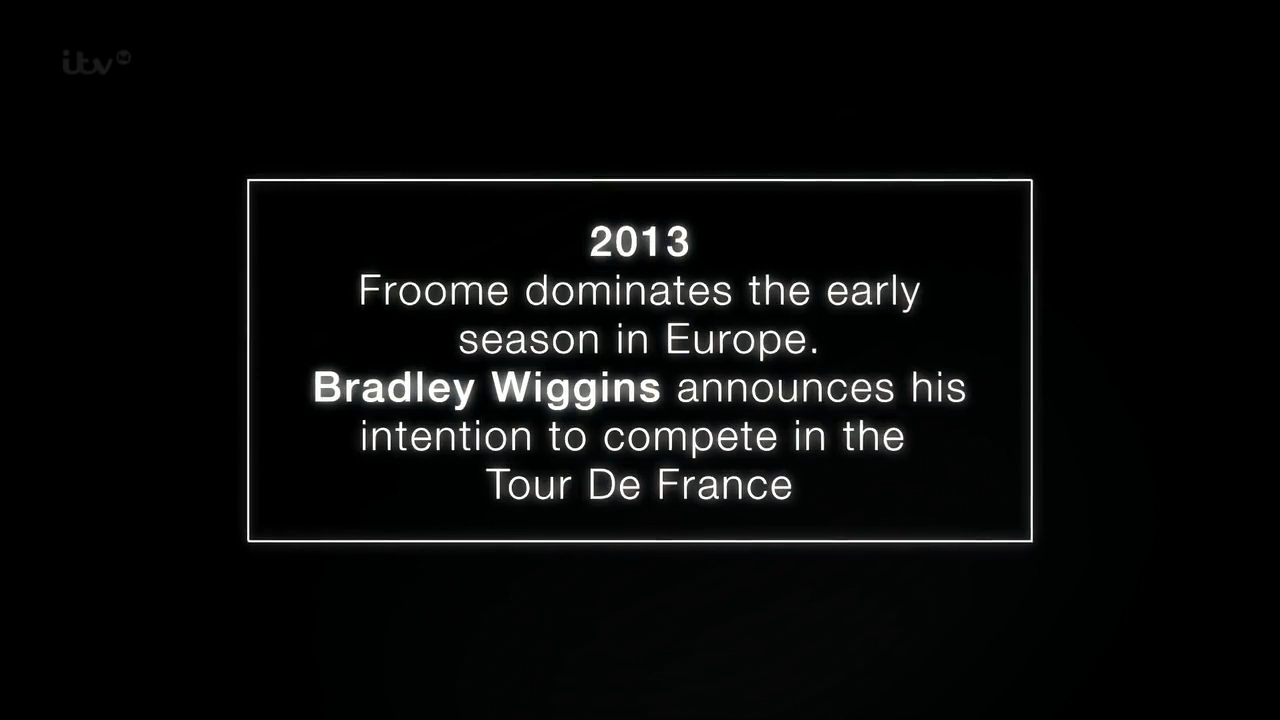 itv
2013
Froome dominates the early
season in Europe.
Bradley Wiggins announces his
intention to compete in the
Tour De France